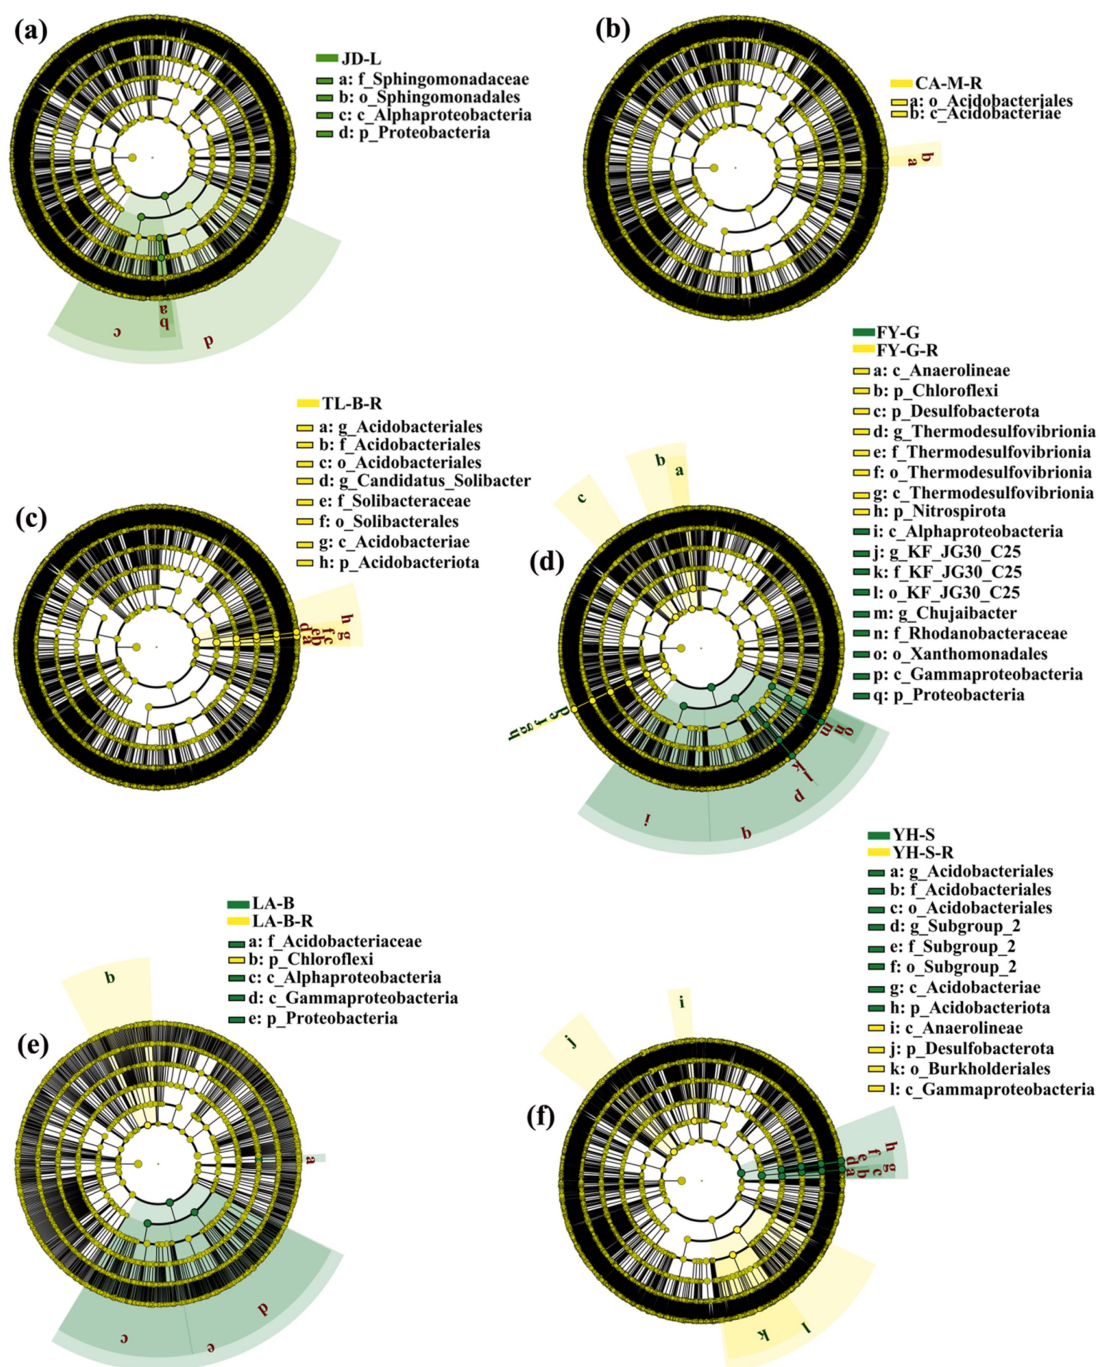 (a)
JD-L
a: f_Sphingomonadaceae
b: o_Sphingomonadales
c: c_Alphaproteobacteria
d: p_Proteobacteria
a
b
c
d
(b)
CA-M-R
a: o_Acidobacteriales
b: c_Acidobacteriae
b
a
(c)
TL-B-R
a: g_Acidobacteriales
b: f_Acidobacteriales
c: o_Acidobacteriales
d: g_Candidatus_Solibacter
e: f_Solibacteraceae
f: o_Solibacterales
g: c_Acidobacteriae
h: p_Acidobacteriota
h
g
f
c
e
b
d
a
(d)
FY-G
FY-G-R
a: c_Anaerolineae
b: p_Chloroflexi
c: p_Desulfobacterota
d: g_Thermodesulfovibrionia
e: f_Thermodesulfovibrionia
f: o_Thermodesulfovibrionia
g: c_Thermodesulfovibrionia
h: p_Nitrospirota
i: c_Alphaproteobacteria
j: g_KF_JG30_C25
k: f_KF_JG30_C25
l: o_KF_JG30_C25
m: g_Chujaibacter
n: f_Rhodanobacteraceae
o: o_Xanthomonadales
p: c_Gammaproteobacteria
q: p_Proteobacteria
b
a
c
h
g
f
i
q
p
l
k
m
n
o
(e)
LA-B
LA-B-R
a: f_Acidobacteriaceae
b: p_Chloroflexi
c: c_Alphaproteobacteria
d: c_Gammaproteobacteria
e: p_Proteobacteria
b
a
c
e
d
(f)
YH-S
YH-S-R
a: g_Acidobacteriales
b: f_Acidobacteriales
c: o_Acidobacteriales
d: g_Subgroup_2
e: f_Subgroup_2
f: o_Subgroup_2
g: c_Acidobacteriae
h: p_Acidobacteriota
i: c_Anaerolineae
j: p_Desulfobacterota
k: o_Burkholderiales
l: c_Gammaproteobacteria
i
j
h
g
f
c
e
b
d
a
k
l